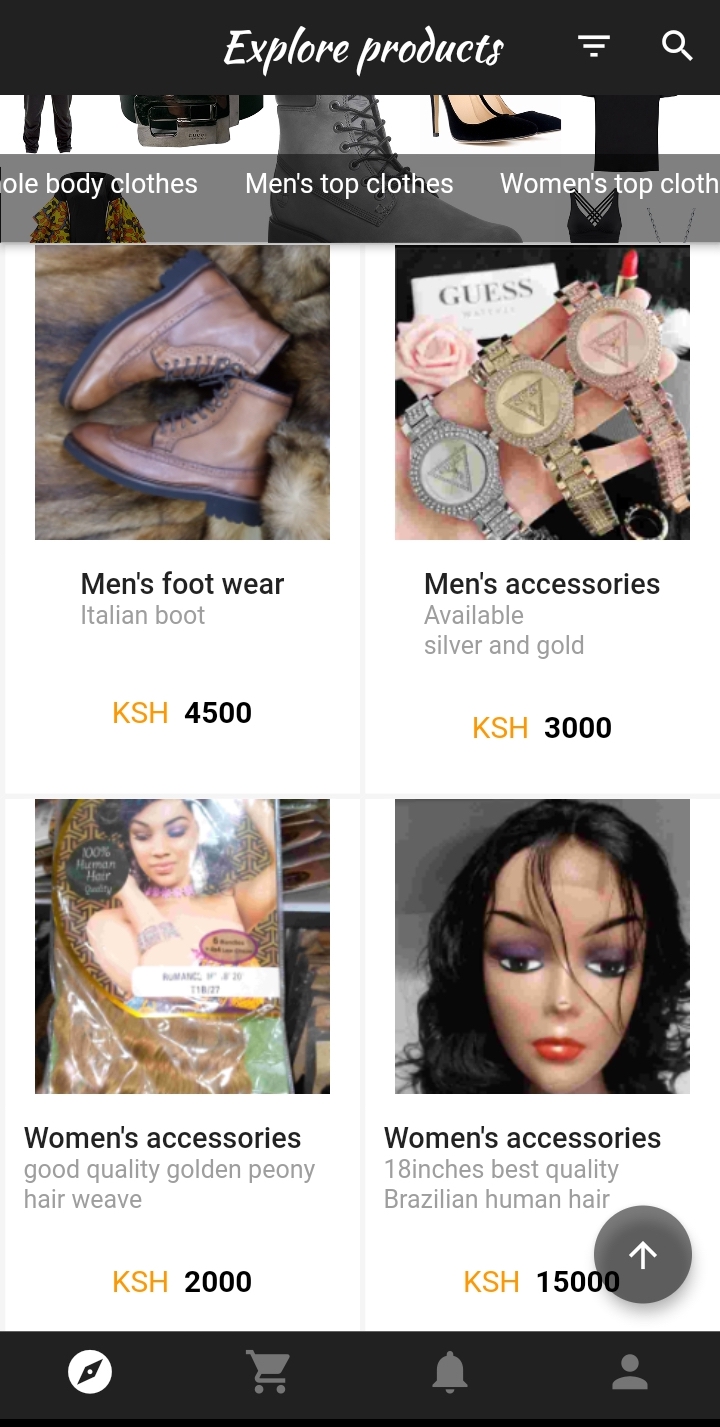 Explore products
ole body clothes
Men's top clothes
Women's top cloth
GUESS
Men's foot wear
Italian boot
KSH 4500
Men's accessories
Available
silver and gold
KSH 3000
100%
Human
Hair
Quality
T1B/27
Women's accessories
good quality golden peony
hair weave
KSH 2000
Women's accessories
18inches best quality
Brazilian human hair
KSH 15000